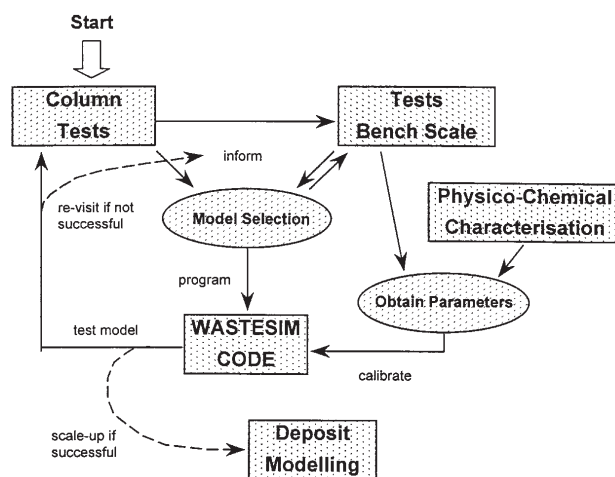 Start
Column
Tests
Tests
Bench Scale
inform
re-visit if not
successful
Model Selection
Physico-Chemical
Characterisation
program
Obtain Parameters
test model
WASTESIM
CODE
calibrate
scale-up if
successful
Deposit
Modelling